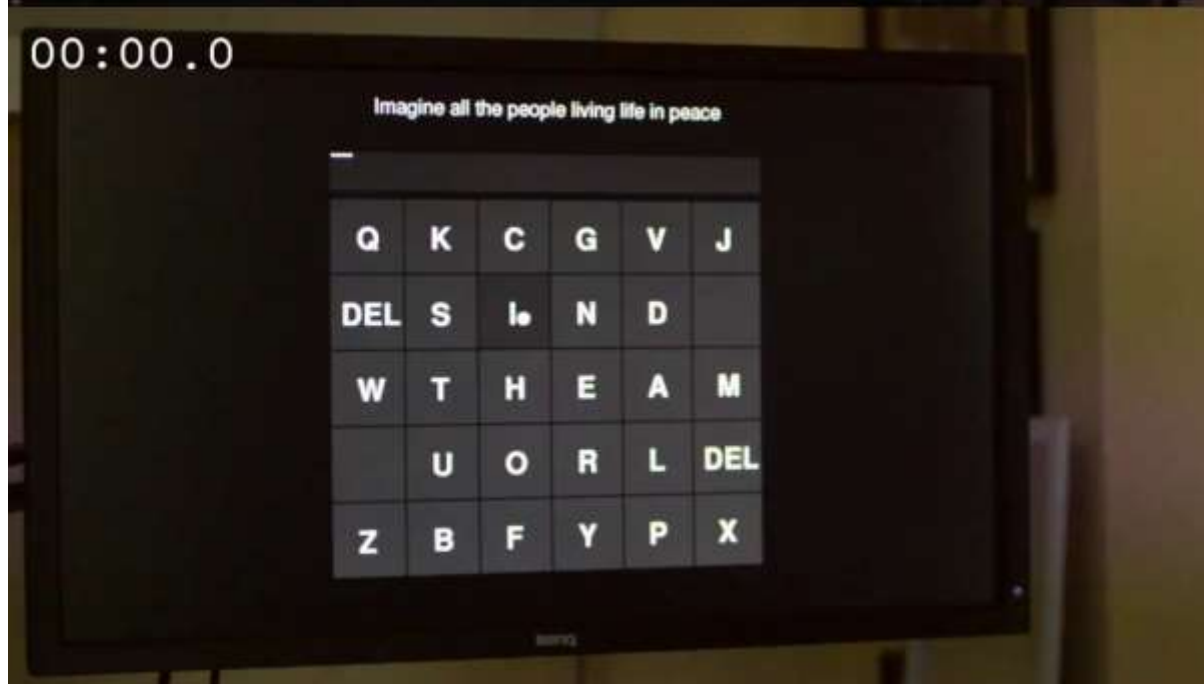 00:00.0
Imagine all the people living life in peace
Q K C G V J
DEL S I N D
W T H E A M
U O R L DEL
Z B F Y P X
BENQ